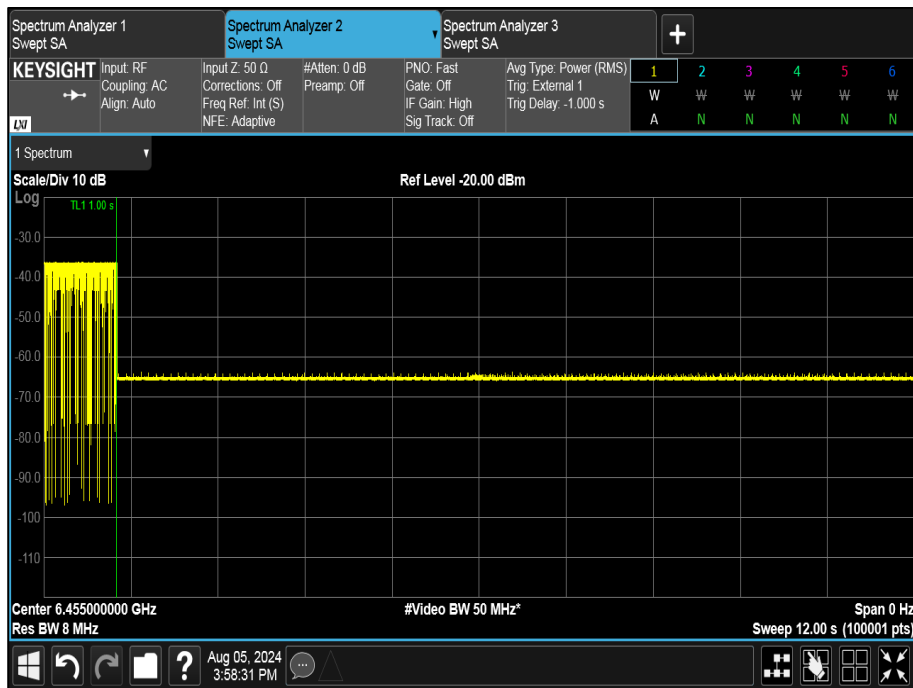 Spectrum Analyzer 1
Swept SA
Spectrum Analyzer 2
Swept SA
Spectrum Analyzer 3
Swept SA
+
KEYSIGHT
LXI
Input: RF
Coupling: AC
Align: Auto
Input Z: 50 Ω
Corrections: Off
Freq Ref: Int (S)
NFE: Adaptive
#Atten: 0 dB
Preamp: Off
PNO: Fast
Gate: Off
IF Gain: High
Sig Track: Off
Avg Type: Power (RMS)
Trig: External 1
Trig Delay: -1.000 s
1 2 3 4 5 6
W W W W W W
A N N N N N
1 Spectrum
Scale/Div 10 dB
Ref Level -20.00 dBm
Log
TL1 1.00 s
-30.0
-40.0
-50.0
-60.0
-70.0
-80.0
-90.0
-100
-110
Center 6.455000000 GHz
#Video BW 50 MHz*
Span 0 Hz
Res BW 8 MHz
Sweep 12.00 s (100001 pts)
?
Aug 05, 2024
3:58:31 PM